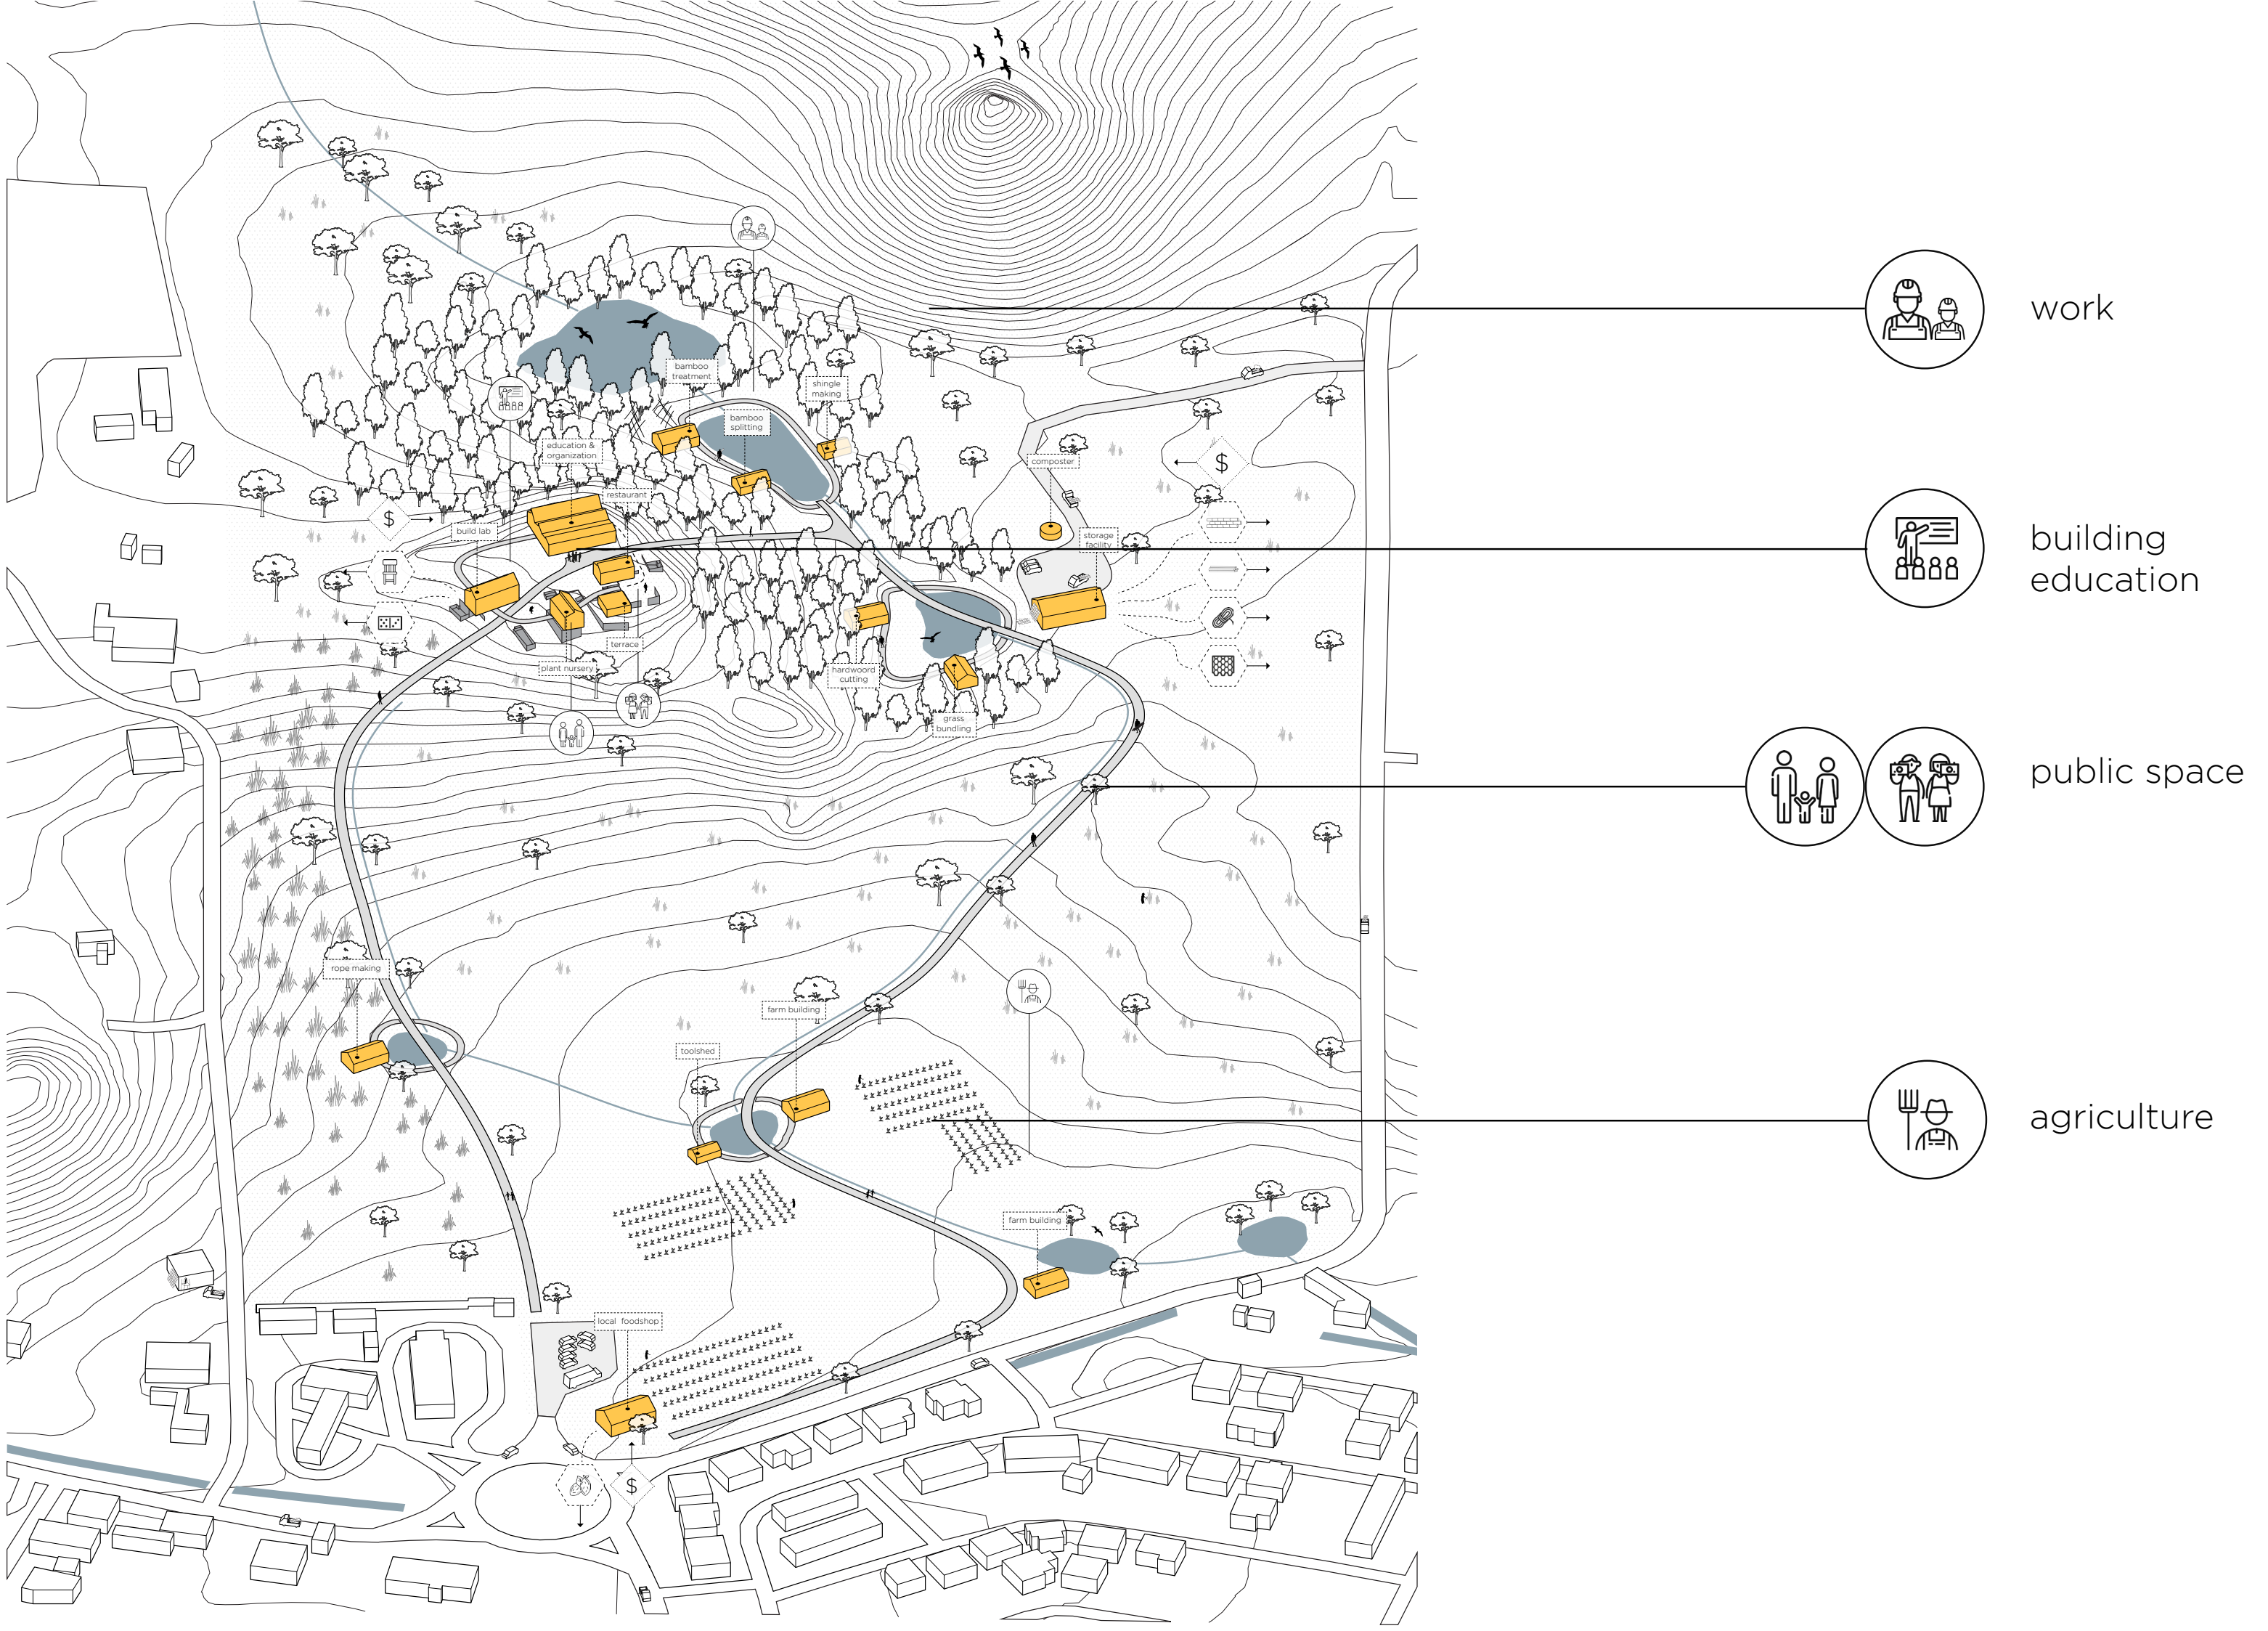 work
bamboo
treatment
shingle
making
bamboo
splitting
education &
organization
composter
$
restaurant
$
build lab
storage
facility
building
education
terrace
plant nursery
hardwoord
cutting
grass
bundling
public space
rope making
farm building
toolshed
agriculture
farm building
local foodshop
$